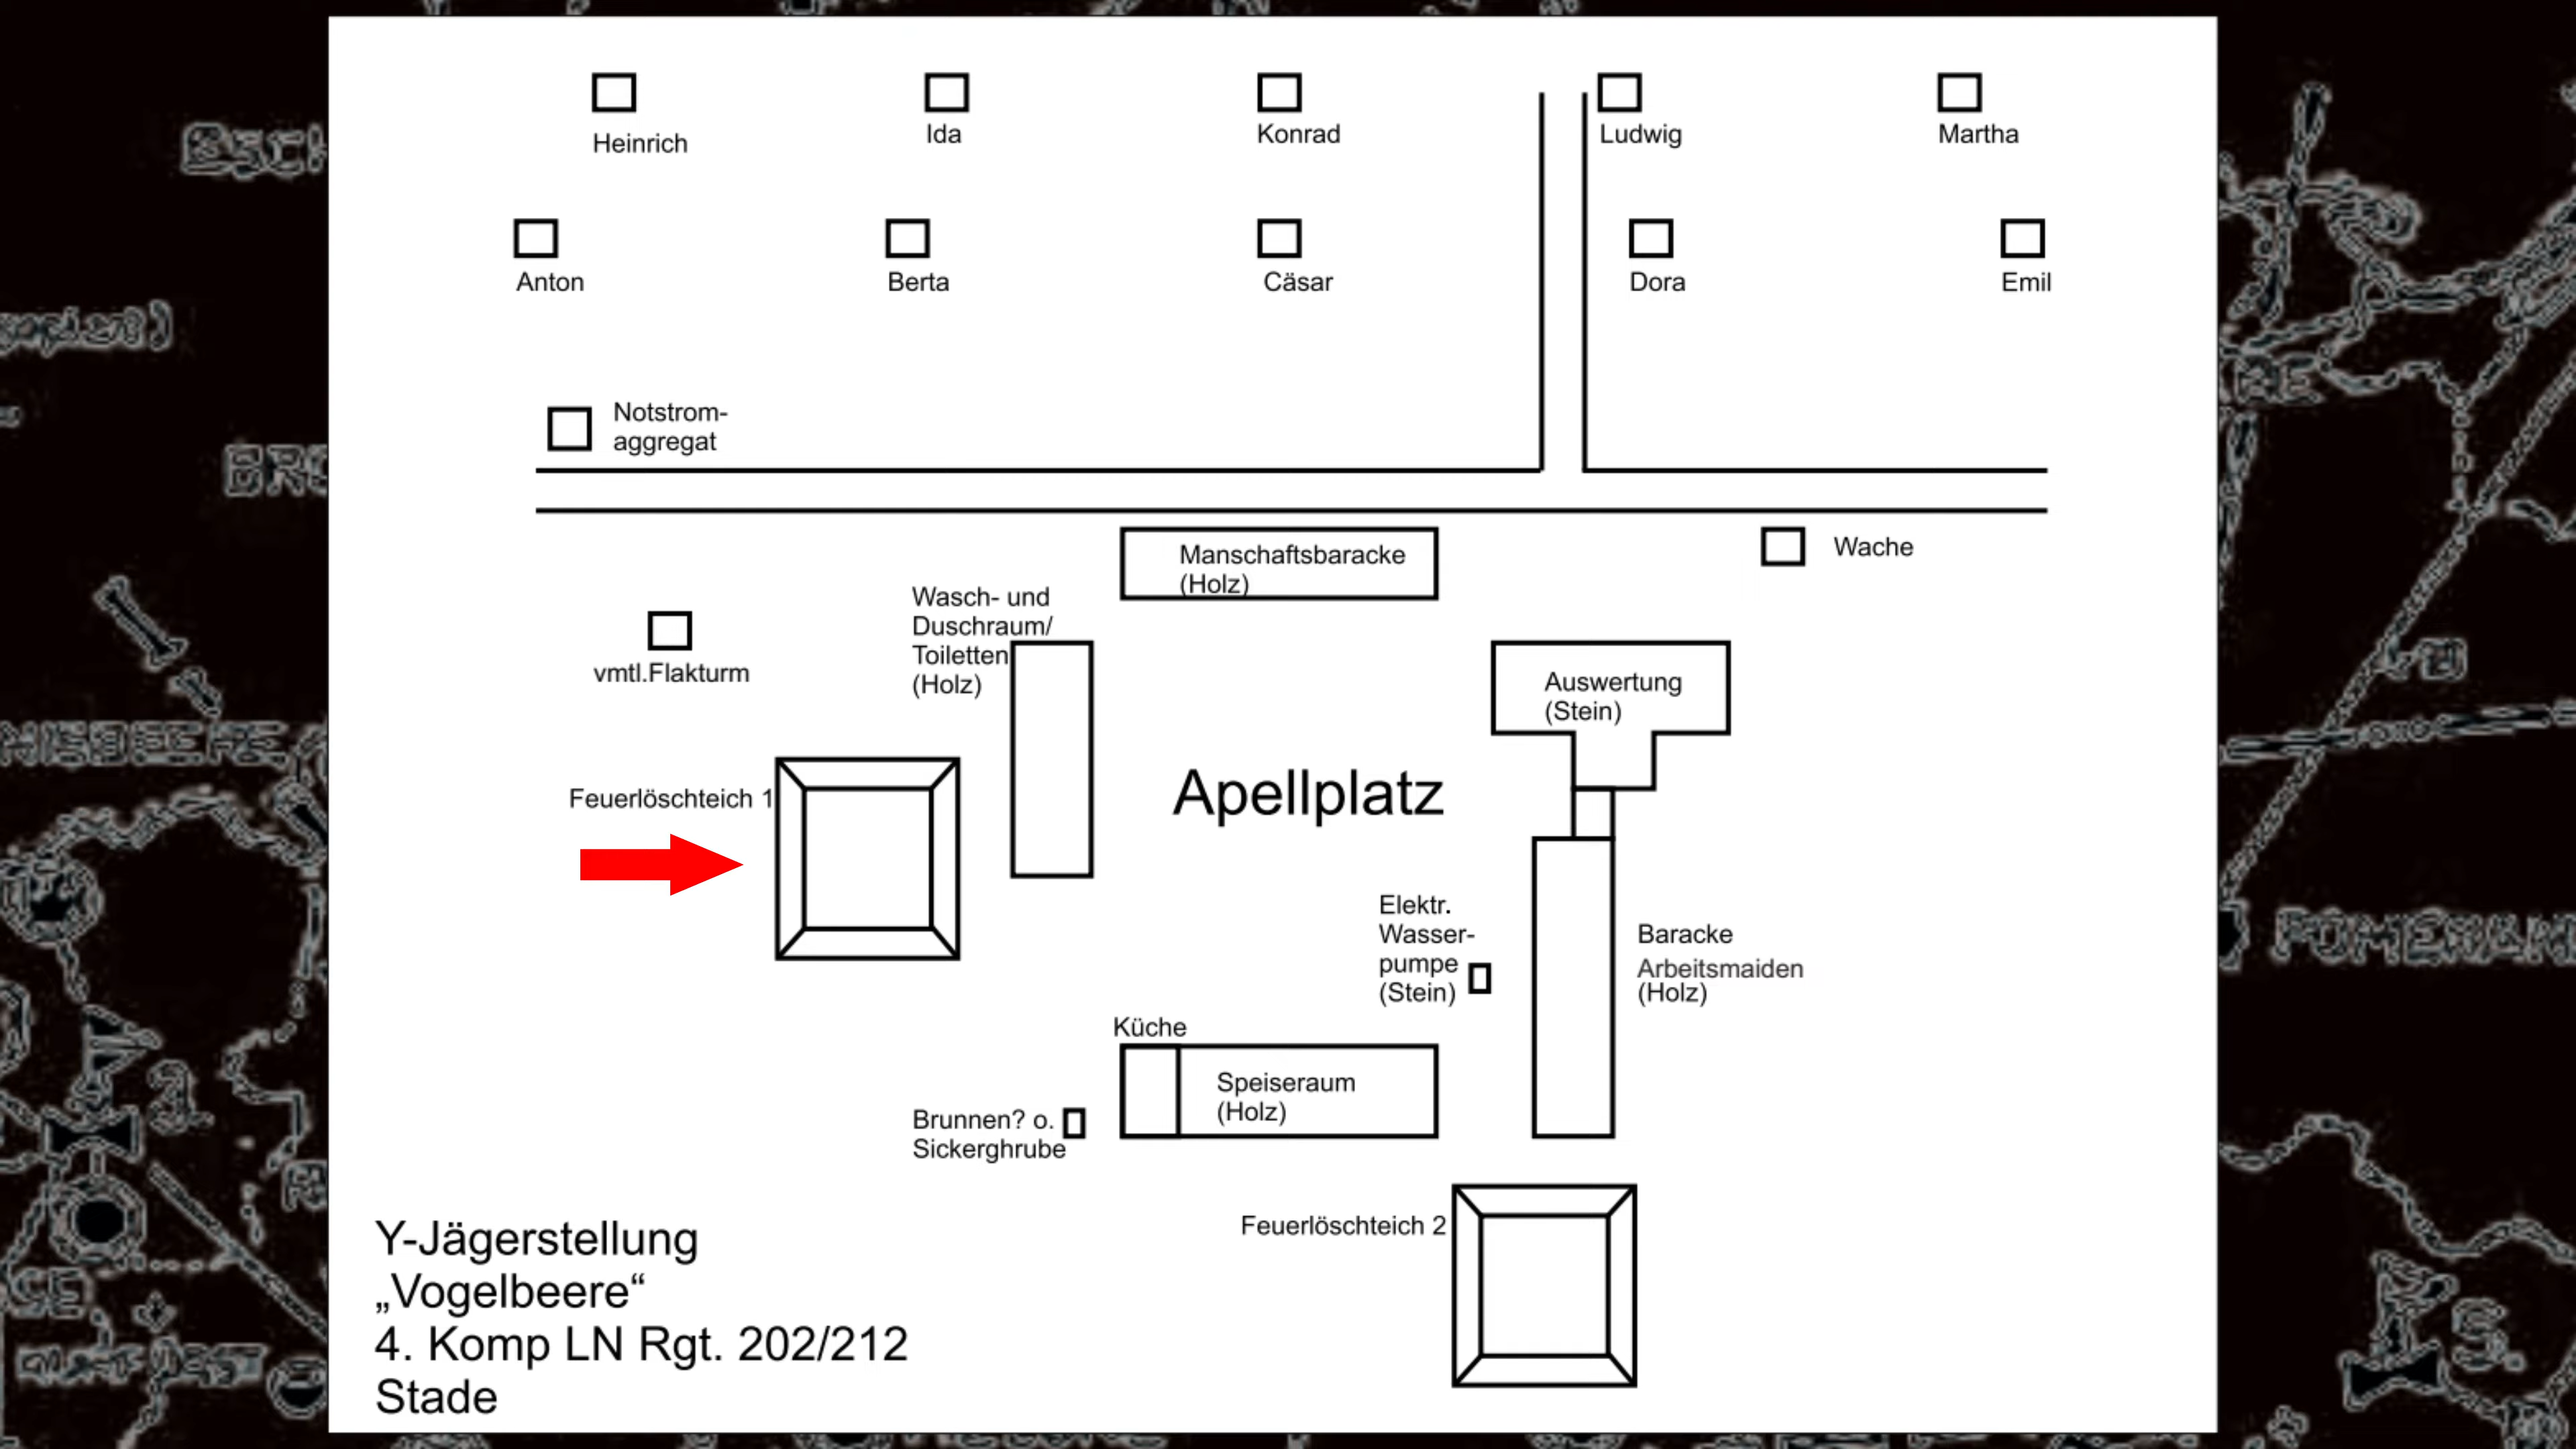 Heinrich
Ida
Konrad
Ludwig
Martha
Anton
Berta
Cäsar
Dora
Emil
Notstrom-
aggregat
Manschaftsbaracke
(Holz)
Wache
Wasch- und
Duschraum/
Toiletten
(Holz)
vmtl.Flakturm
Auswertung
(Stein)
Feuerlöschteich 1
Apellplatz
Elektr.
Wasser-
pumpe
(Stein)
Baracke
Arbeitsmaiden
(Holz)
Küche
Speiseraum
(Holz)
Brunnen? o.
Sickerghrube
Feuerlöschteich 2
Y-Jägerstellung
„Vogelbeere“
4. Komp LN Rgt. 202/212
Stade